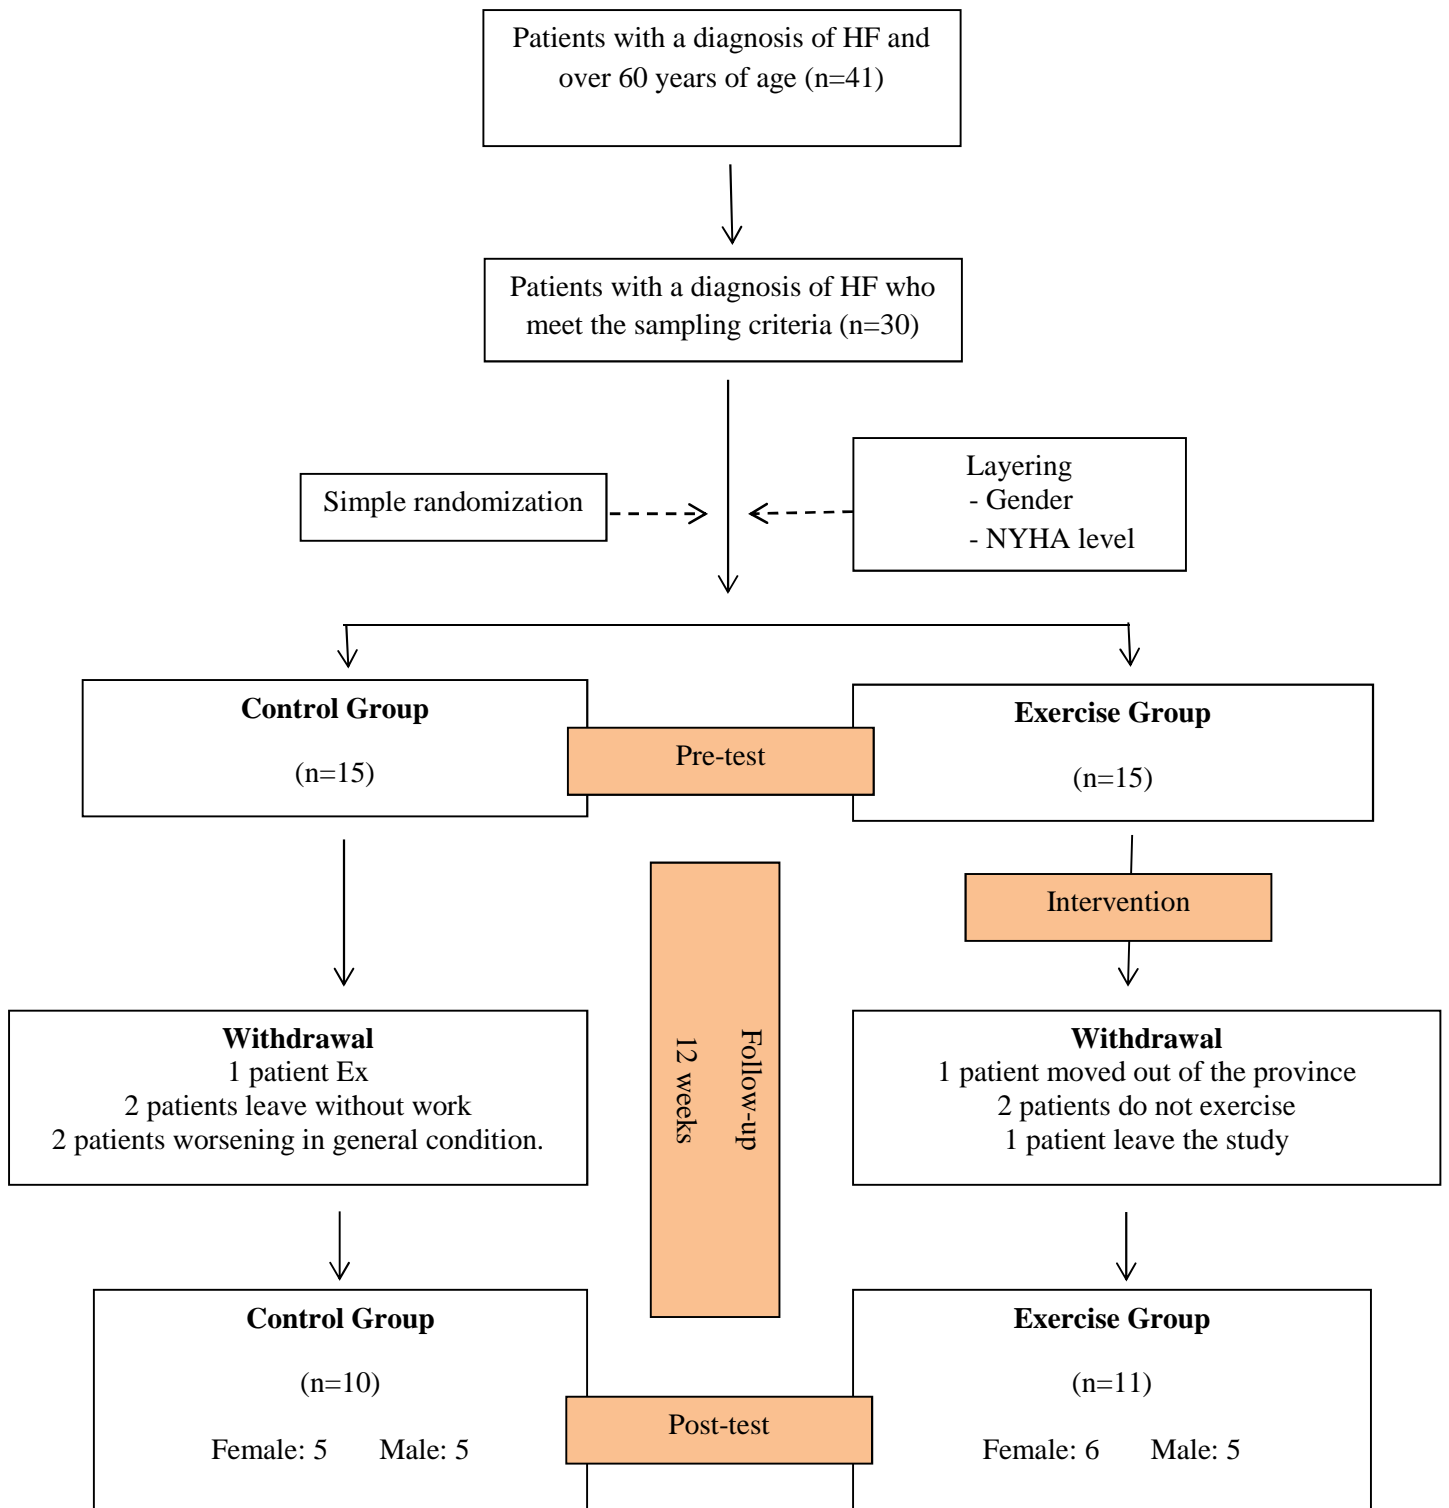 Patients with a diagnosis of HF and
over 60 years of age (n=41)
Patients with a diagnosis of HF who
meet the sampling criteria (n=30)
Simple randomization
Layering
- Gender
- NYHA level
Control Group
(n=15)
Pre-test
Exercise Group
(n=15)
Intervention
Follow-up
12 weeks
Withdrawal
1 patient Ex
2 patients leave without work
2 patients worsening in general condition.
Withdrawal
1 patient moved out of the province
2 patients do not exercise
1 patient leave the study
Control Group
(n=10)
Female: 5 Male: 5
Post-test
Exercise Group
(n=11)
Female: 6 Male: 5